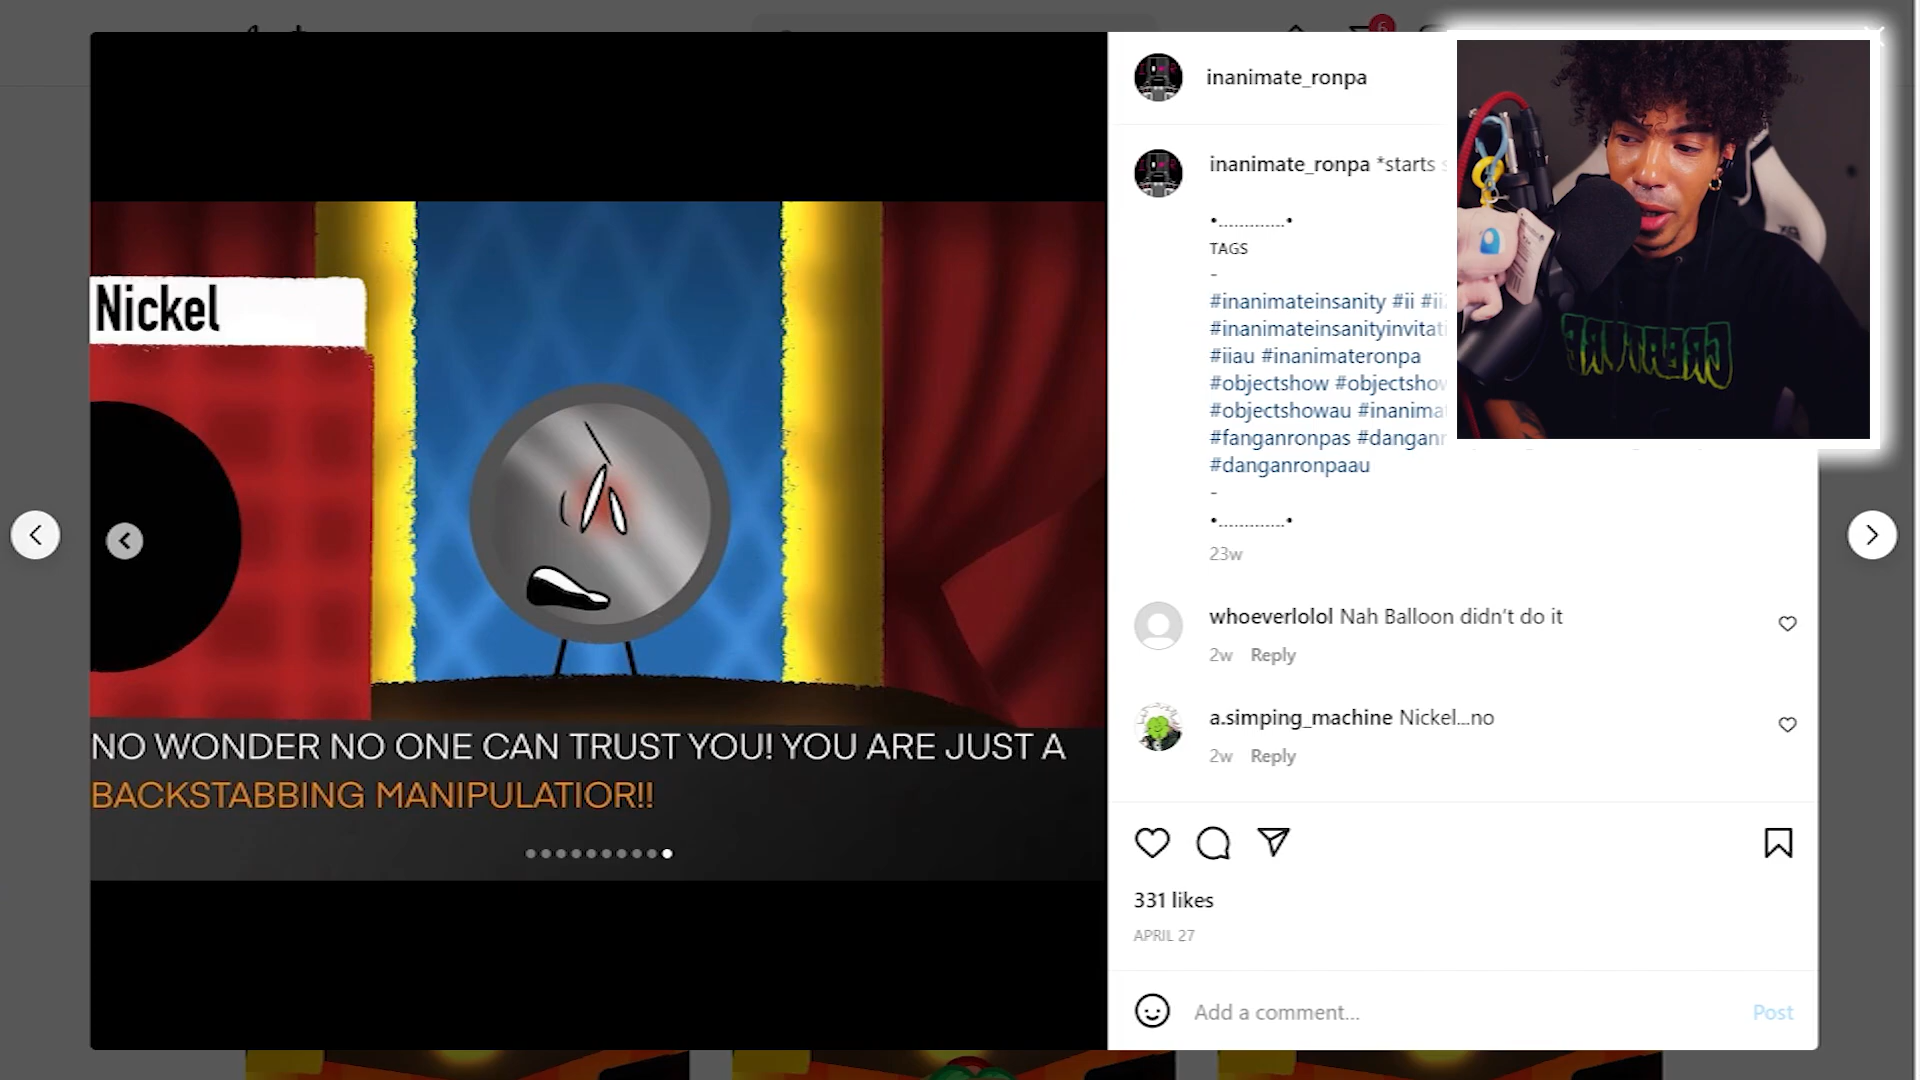 6
inanimate_ronpa
inanimate_ronpa *starts
•.............•
TAGS
-
#inanimateinsanity #ii
#inanimateinsanityinvitati
#iiau #inanimateronpa
#objectshow #objectshow
#objectshowau #inanimat
#fanganronpas #danganr
#danganronpaau
-
•.............•
23w
whoeverlolol Nah Balloon didn't do it
2w Reply
a.simping_machine Nickel...no
2w Reply
331 likes
APRIL 27
Add a comment...
Post
Nickel
NO WONDER NO ONE CAN TRUST YOU! YOU ARE JUST A
BACKSTABBING MANIPULATIOR!!